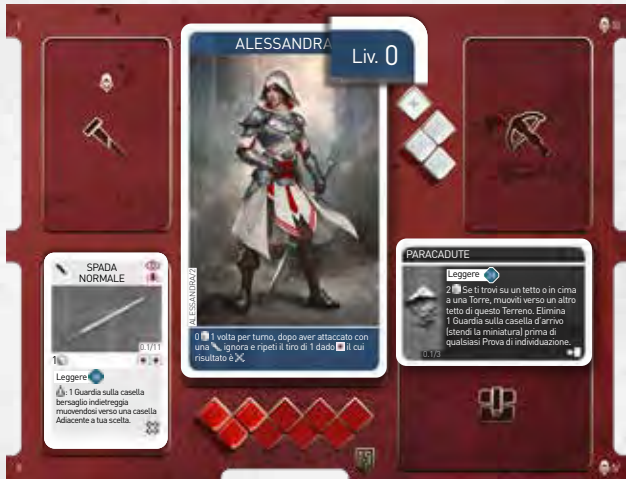 ALESSANDRA
Liv. 0
SPADA
NORMALE
0.1/11
1
Leggere
: 1 Guardia sulla casella
bersaglio indietreggia
muovendosi verso una casella
Adiacente a tua scelta.
ALESSANDRA/2
0 1 volta per turno, dopo aver attaccato con
una , ignora e ripeti il tiro di 1 dado il cui
risultato è .
PARACADUTE
Leggere
2 Se ti trovi su un tetto o in cima
a una Torre, muoviti verso un altro
tetto di questo Terreno. Elimina
1 Guardia sulla casella d'arrivo
(stendi la miniatura) prima di
qualsiasi Prova di individuazione.
0.1/3